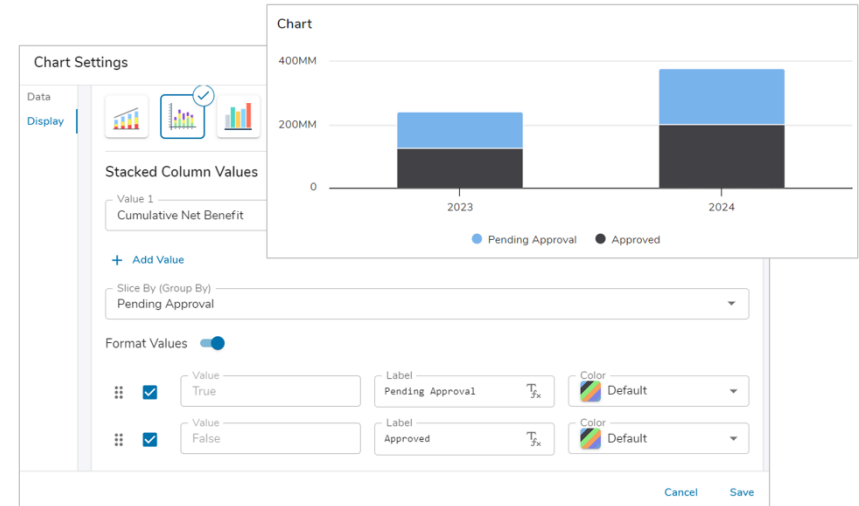 Chart
400MM
200MM
0
2023
2024
Pending Approval
Approved
Chart Settings
Data
Display
Stacked Column Values
Value 1
Cumulative Net Benefit
+ Add Value
Slice By (Group By)
Pending Approval
Format Values
Value
True
Label
Pending Approval
Tfx
Color
Default
Value
False
Label
Approved
Tfx
Color
Default
Cancel
Save